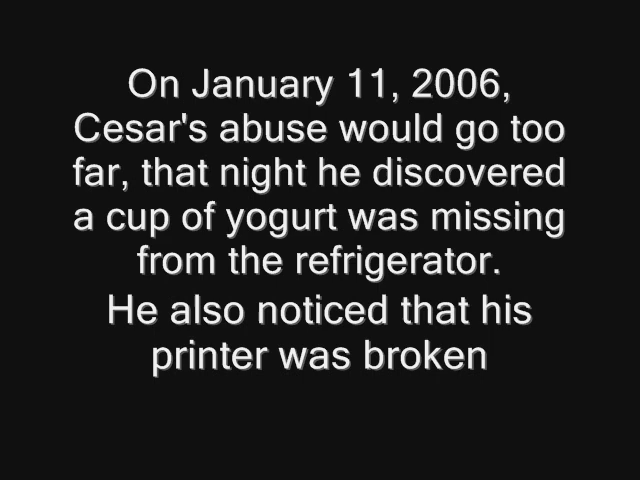 On January 11, 2006,
Cesar's abuse would go too
far, that night he discovered
a cup of yogurt was missing
from the refrigerator.
He also noticed that his
printer was broken